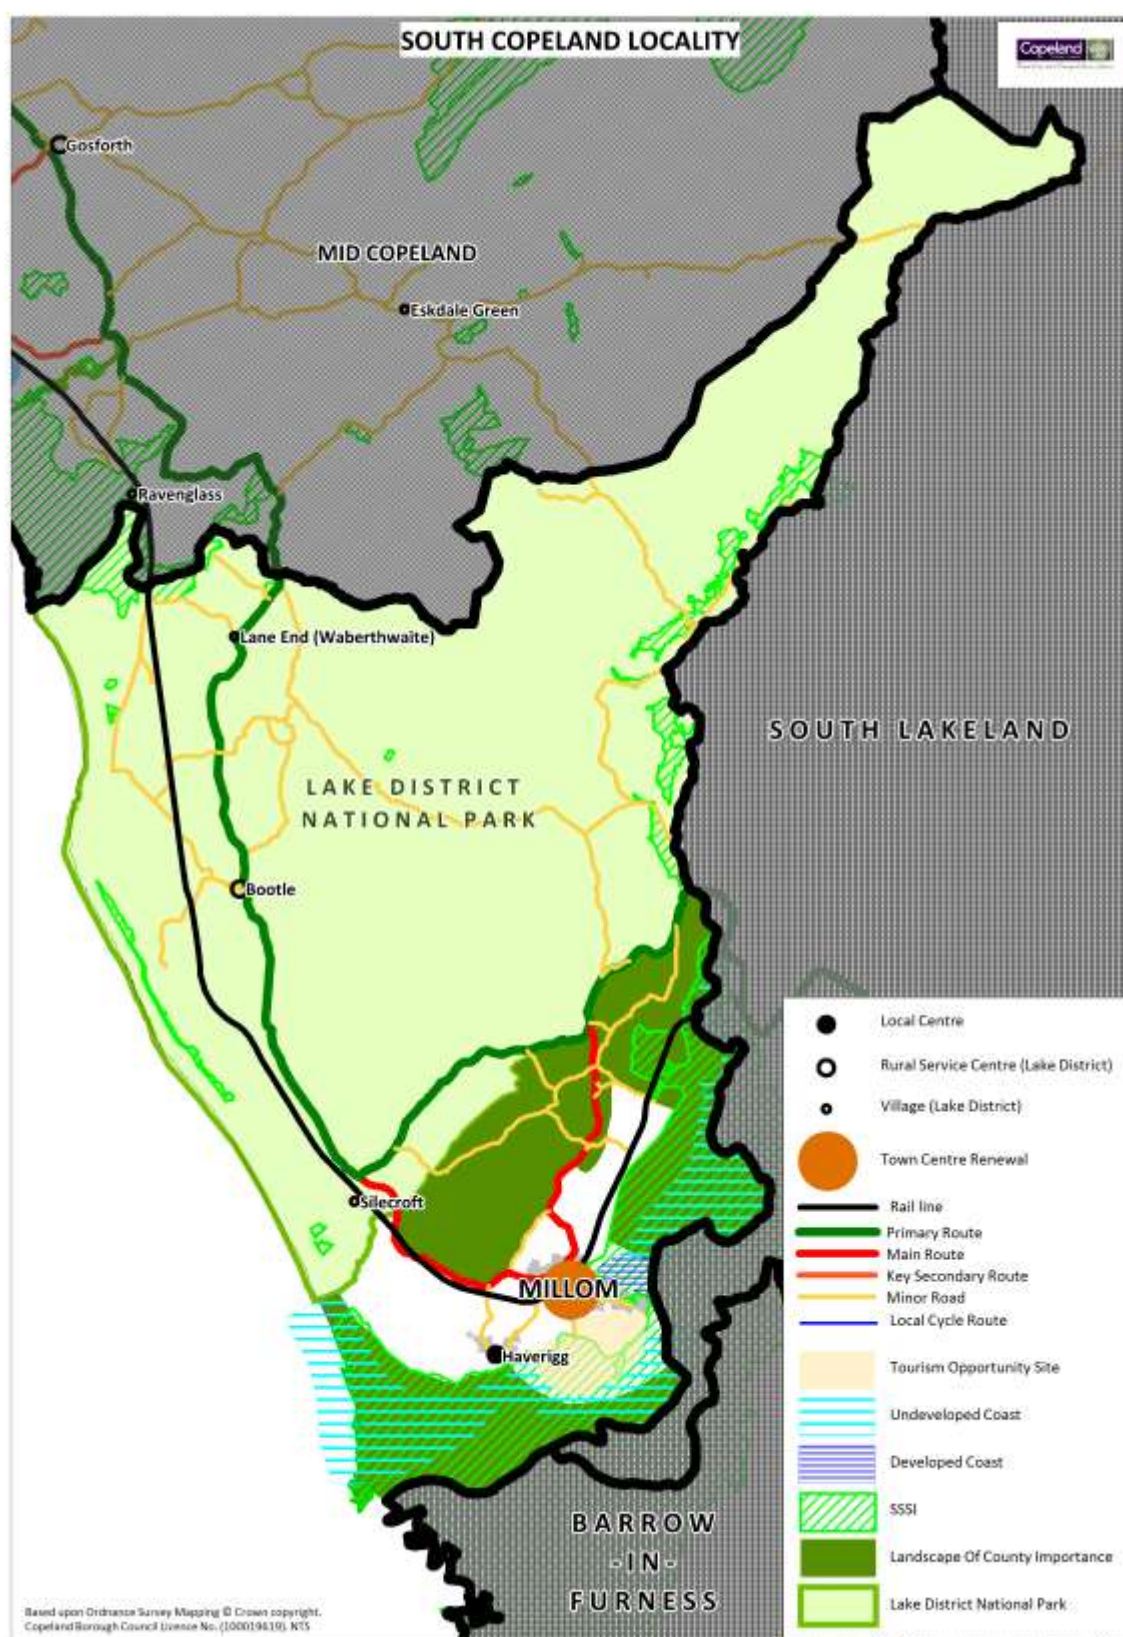 SOUTH COPELAND LOCALITY
Copeland
Gosforth
MID COPELAND
Eskdale Green
Ravenglass
Lane End (Waberthwaite)
SOUTH LAKELAND
LAKE DISTRICT
NATIONAL PARK
Bootle
Silecroft
MILLOM
Haverigg
BARROW
-IN-
FURNESS
Local Centre
Rural Service Centre (Lake District)
Village (Lake District)
Town Centre Renewal
Rail line
Primary Route
Main Route
Key Secondary Route
Minor Road
Local Cycle Route
Tourism Opportunity Site
Undeveloped Coast
Developed Coast
SSSI
Landscape Of County Importance
Lake District National Park
Based upon Ordnance Survey Mapping © Crown copyright.
Copeland Borough Council Licence No. (100019619). NTS